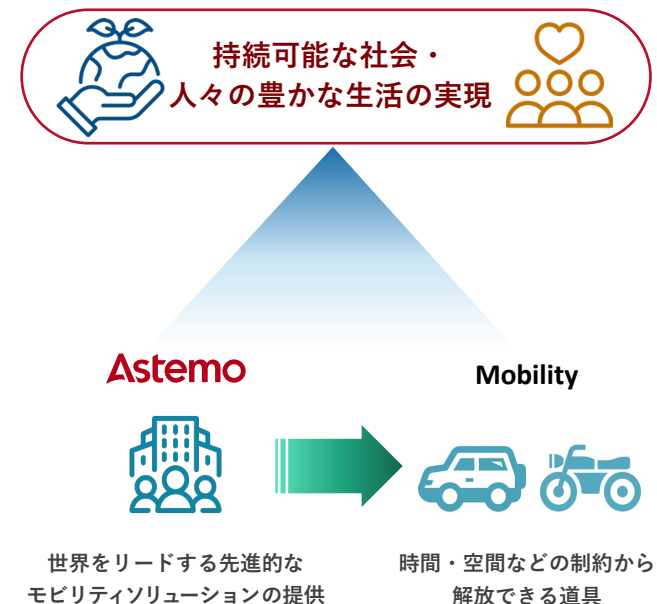 持続可能な社会・
人々の豊かな生活の実現
Astemo
Mobility
世界をリードする先進的な
モビリティソリューションの提供
時間・空間などの制約から
解放できる道具